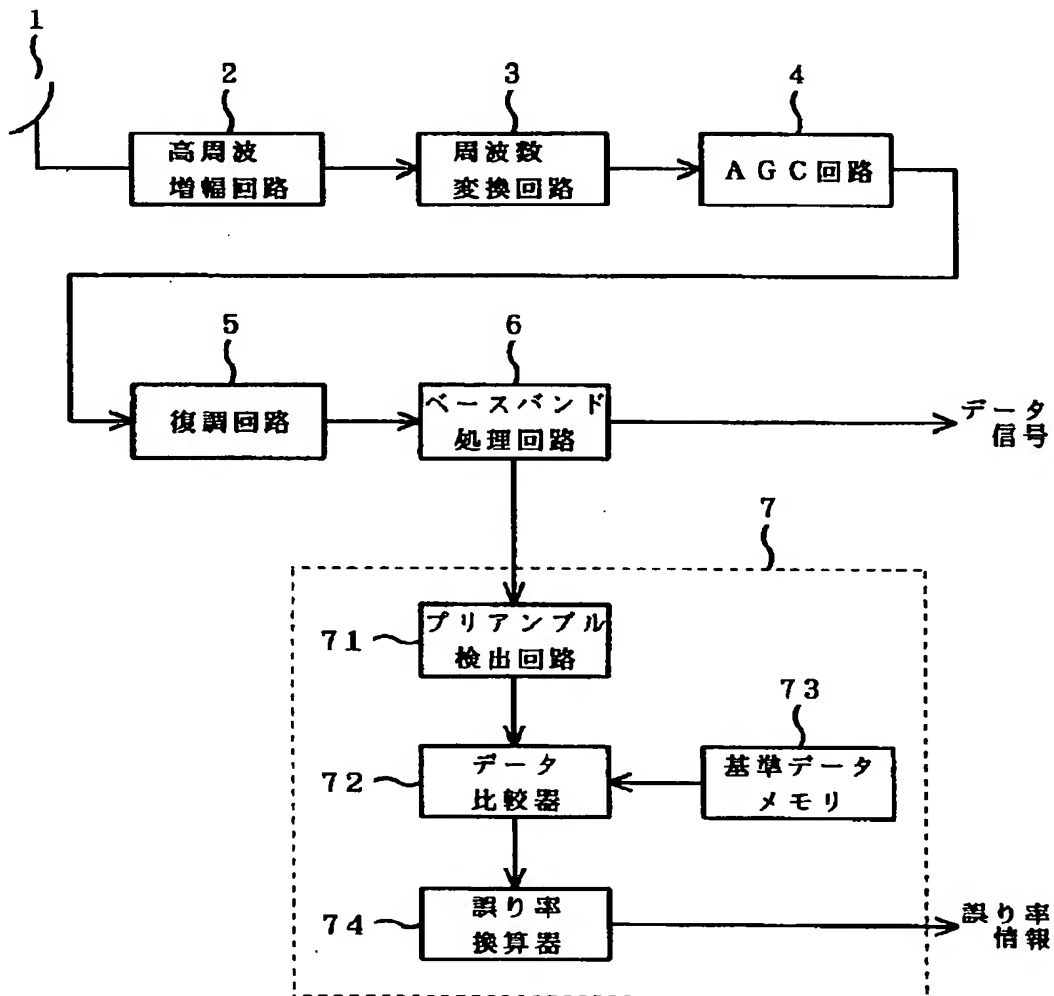 1
2
3
4
高周波
増幅回路
周波数
変換回路
AGC回路
5
6
復調回路
ベースバンド
処理回路
データ
信号
7
71
プリアンブル
検出回路
73
72
データ
比較器
基準データ
メモリ
74
誤り率
換算器
誤り率
情報